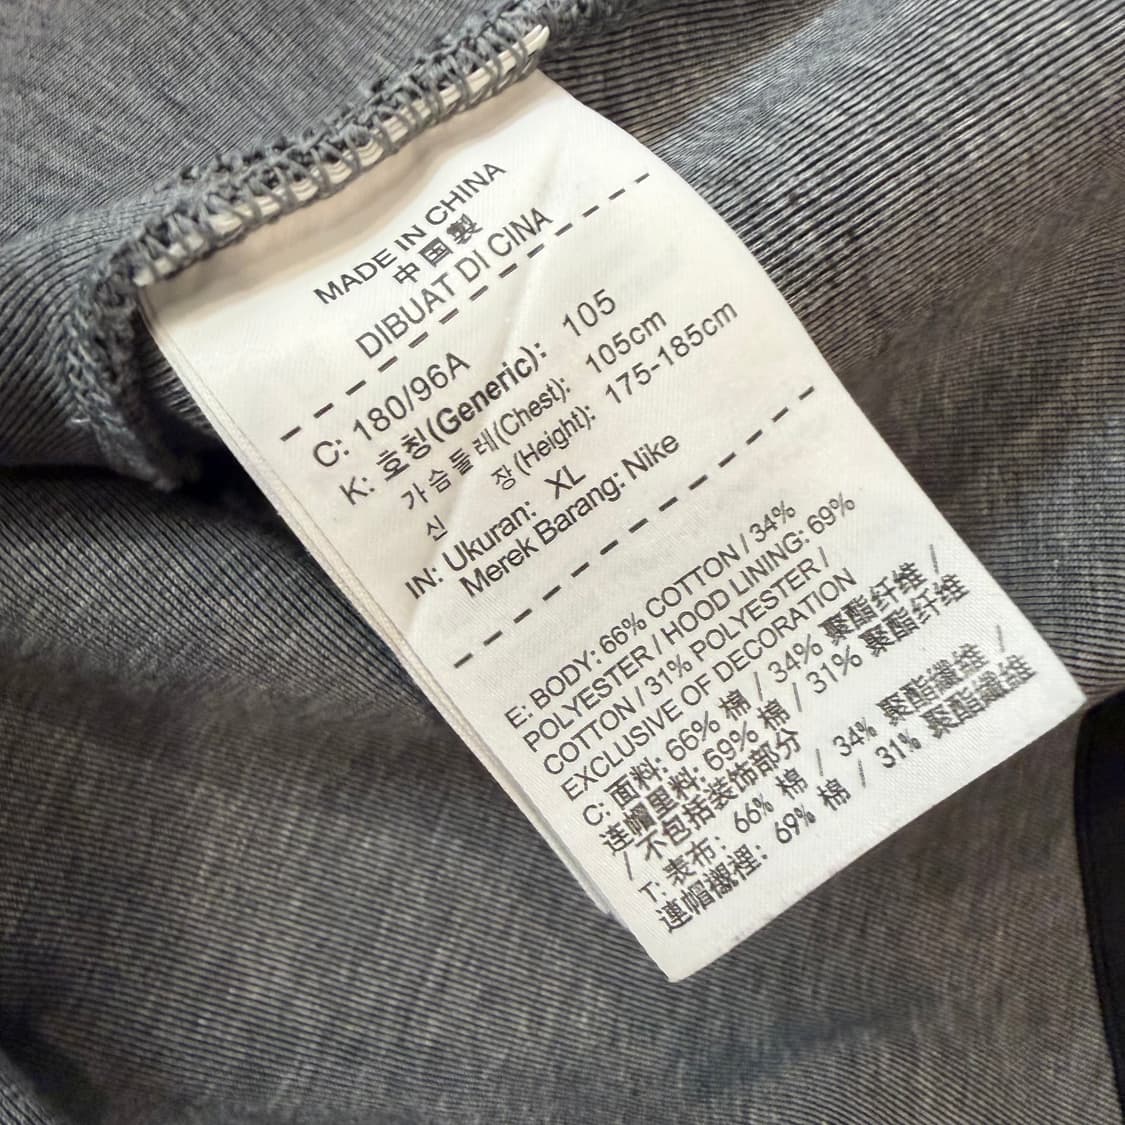 MADE IN CHINA
中国製
DIBUAT DI CINA
C: 180/96A
K: 호칭(Generic): 105
가슴둘레(Chest): 105cm
신 장(Height): 175-185cm
IN: Ukuran: XL
Merek Barang: Nike
E: BODY: 66% COTTON / 34%
POLYESTER / HOOD LINING: 69%
COTTON / 31% POLYESTER /
EXCLUSIVE OF DECORATION
C: 面料: 66% 棉 / 34% 聚酯纤维 /
连帽里料: 69% 棉 / 31% 聚酯纤维
/ 不包括装饰部分
T: 表布: 66% 棉 / 34% 聚酯纖維 /
連帽襯裡: 69% 棉 / 31% 聚酯纖維